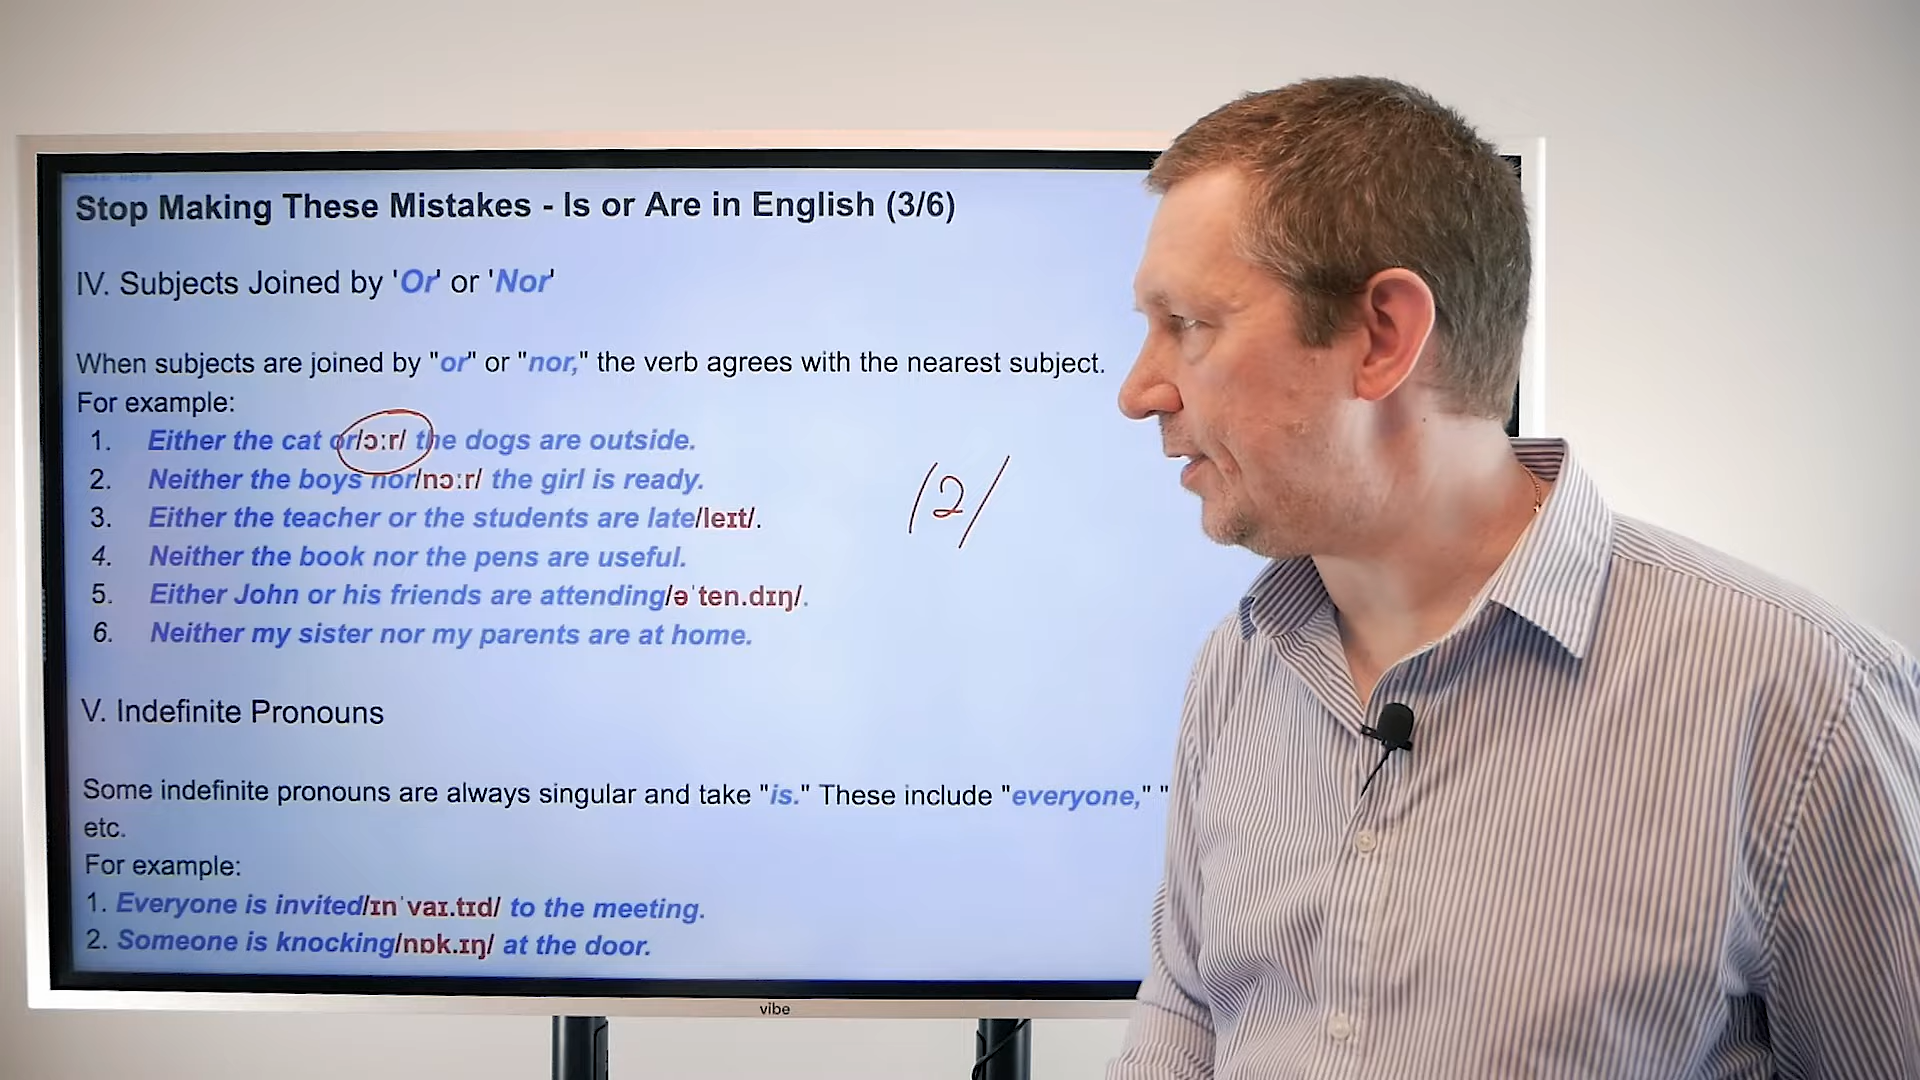 Stop Making These Mistakes - Is or Are in English (3/6)
IV. Subjects Joined by 'Or' or 'Nor'
When subjects are joined by "or" or "nor," the verb agrees with the nearest subject.
For example:
1. Either the cat or/ɔːr/ the dogs are outside.
2. Neither the boys nor/nɔːr/ the girl is ready.
3. Either the teacher or the students are late/leɪt/.
4. Neither the book nor the pens are useful.
5. Either John or his friends are attending/əˈten.dɪŋ/.
6. Neither my sister nor my parents are at home.
V. Indefinite Pronouns
Some indefinite pronouns are always singular and take "is." These include "everyone," "
etc.
For example:
1. Everyone is invited/ɪnˈvaɪ.tɪd/ to the meeting.
2. Someone is knocking/nɒk.ɪŋ/ at the door.
vibe